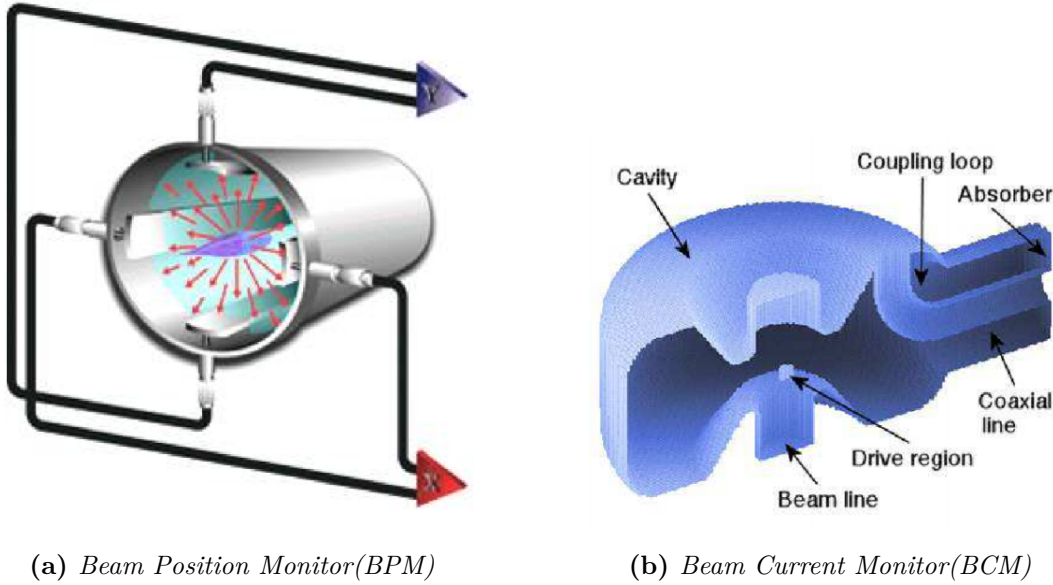 Y
X
Cavity
Coupling loop
Absorber
Coaxial
line
Drive region
Beam line
(a) Beam Position Monitor(BPM)
(b) Beam Current Monitor(BCM)